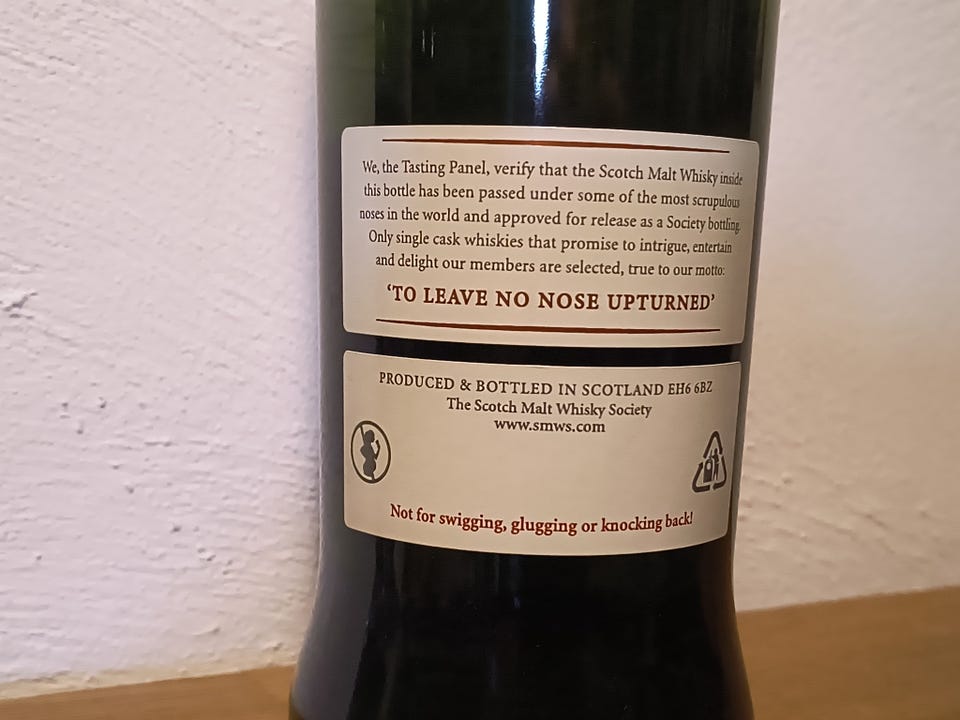 We, the Tasting Panel, verify that the Scotch Malt Whisky inside
this bottle has been passed under some of the most scrupulous
noses in the world and approved for release as a Society bottling.
Only single cask whiskies that promise to intrigue, entertain
and delight our members are selected, true to our motto:
‘TO LEAVE NO NOSE UPTURNED’
PRODUCED & BOTTLED IN SCOTLAND EH6 6BZ
The Scotch Malt Whisky Society
www.smws.com
Not for swigging, glugging or knocking back!